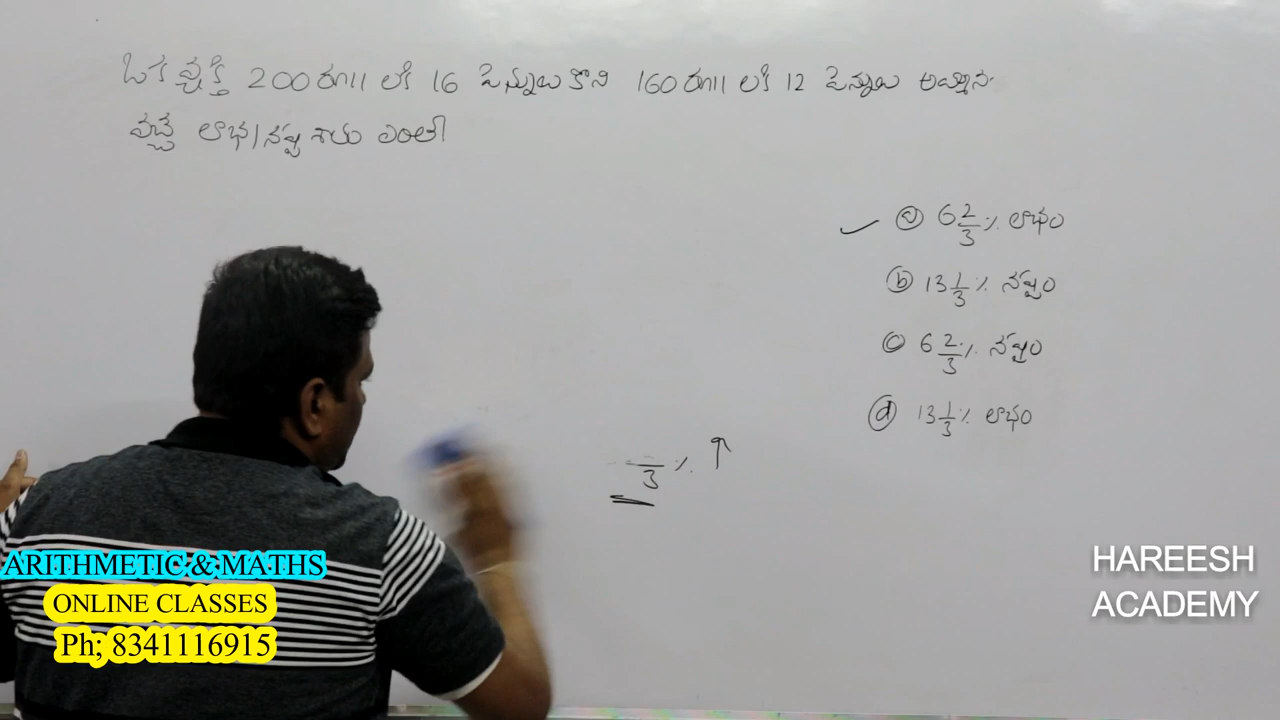 ఒక వ్యక్తి 200 రూ॥ లకి 16 పెన్నులు కొని 160 రూ॥ లకి 12 పెన్నులు అమ్మిన
వచ్చే లాభ/నష్ట శాతం ఎంత?
ⓐ 6 2/3 % లాభం
ⓑ 13 1/3 % నష్టం
ⓒ 6 2/3 % నష్టం
ⓓ 13 1/3 % లాభం
3 % ↑
ARITHMETIC & MATHS
ONLINE CLASSES
Ph; 8341116915
HAREESH
ACADEMY